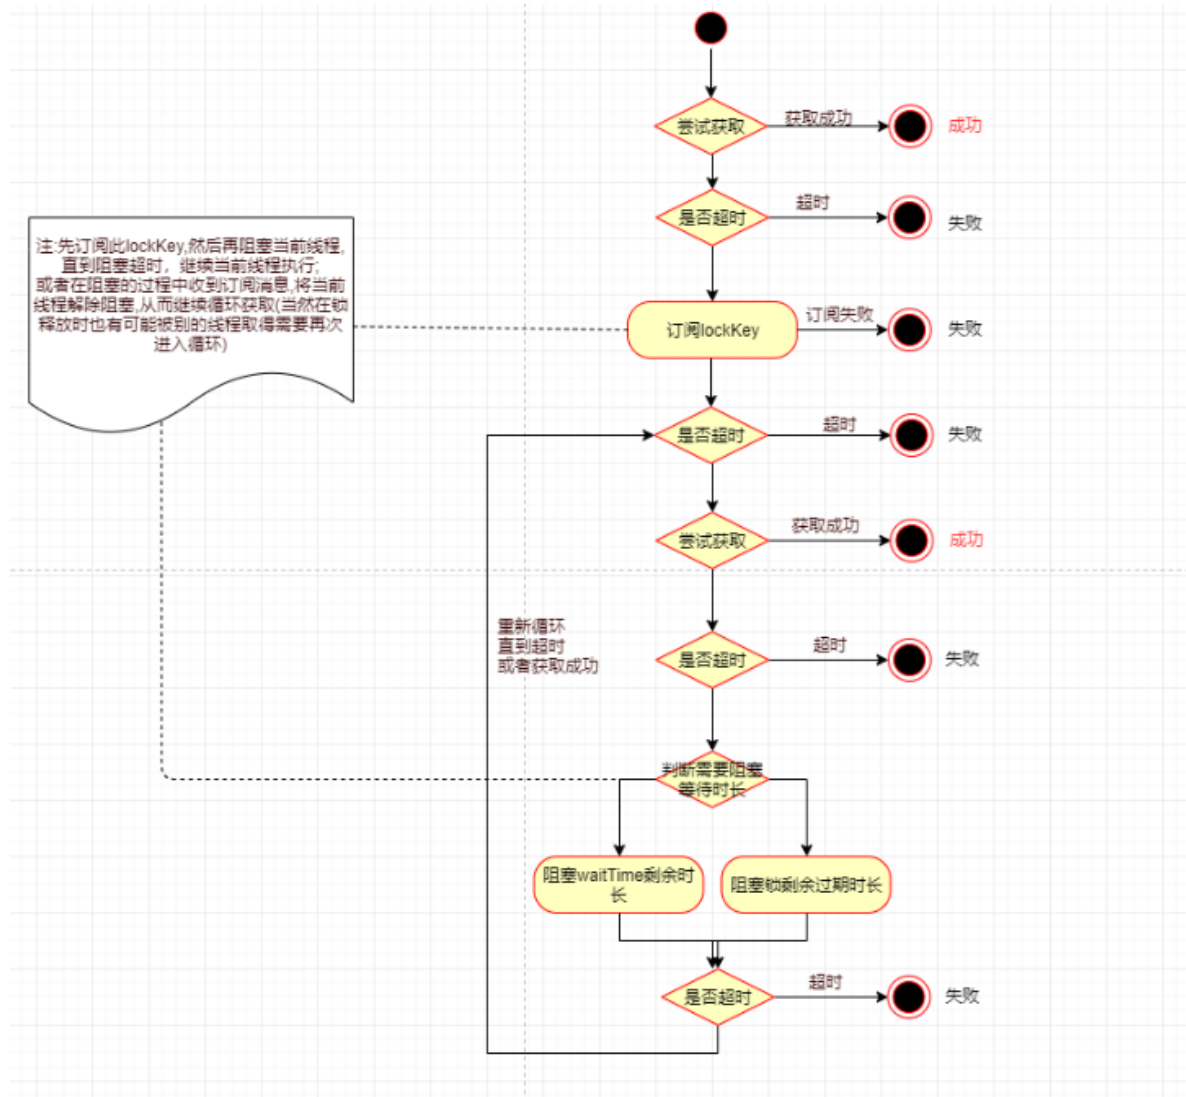 尝试获取
获取成功
成功
是否超时
超时
失败
注:先订阅此lockKey,然后再阻塞当前线程,
直到阻塞超时，继续当前线程执行;
或者在阻塞的过程中收到订阅消息,将当前
线程解除阻塞,从而继续循环获取(当然在锁
释放时也有可能被别的线程取得需要再次
进入循环)
订阅lockKey
订阅失败
失败
是否超时
超时
失败
尝试获取
获取成功
成功
重新循环
直到超时
或者获取成功
是否超时
超时
失败
判断需要阻塞
等待时长
阻塞waitTime剩余时
长
阻塞锁剩余过期时长
是否超时
超时
失败